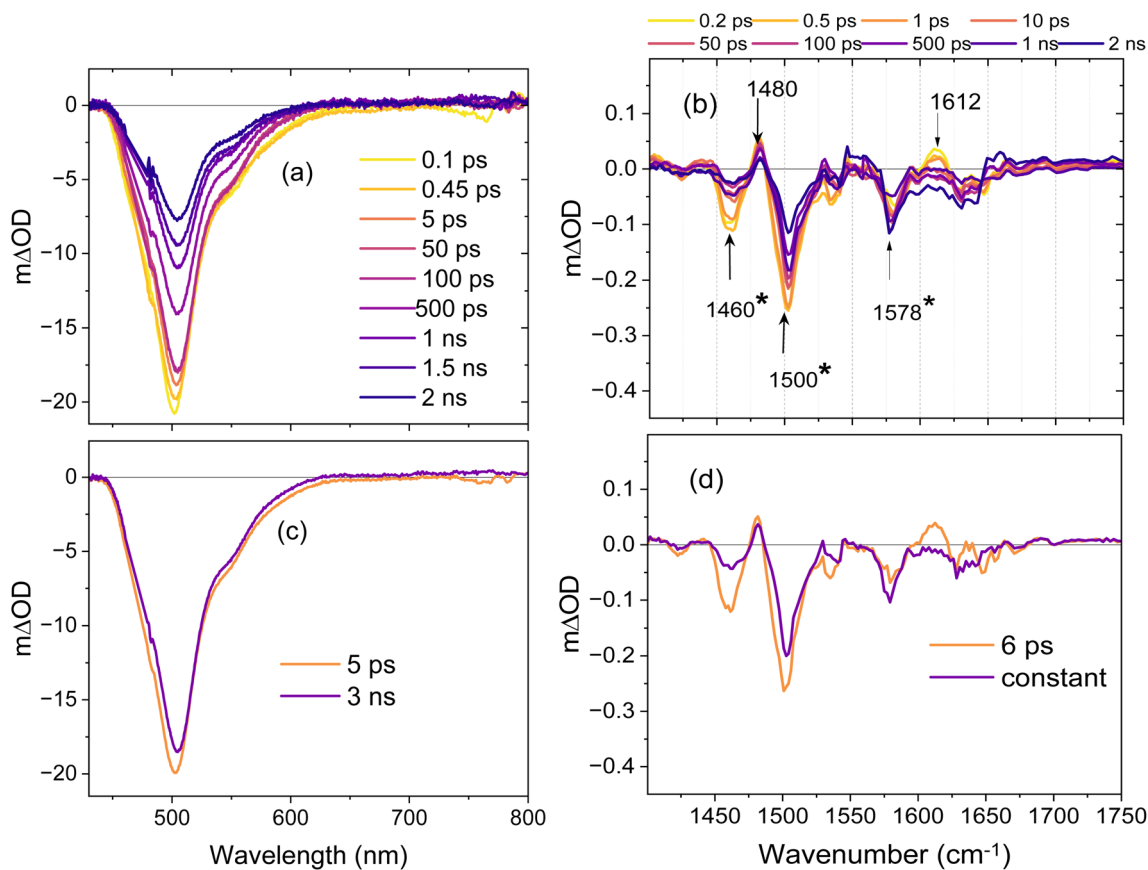 0.2 ps 0.5 ps 1 ps 10 ps
50 ps 100 ps 500 ps 1 ns 2 ns
0
−5
−10
−15
−20
mΔOD
(a)
0.1 ps
0.45 ps
5 ps
50 ps
100 ps
500 ps
1 ns
1.5 ns
2 ns
0.1
0.0
−0.1
−0.2
−0.3
−0.4
mΔOD
(b)
1480
1612
1460*
1578*
1500*
0
−5
−10
−15
−20
mΔOD
(c)
5 ps
3 ns
500 600 700 800
Wavelength (nm)
0.1
0.0
−0.1
−0.2
−0.3
−0.4
mΔOD
(d)
6 ps
constant
1450 1500 1550 1600 1650 1700 1750
Wavenumber (cm⁻¹)